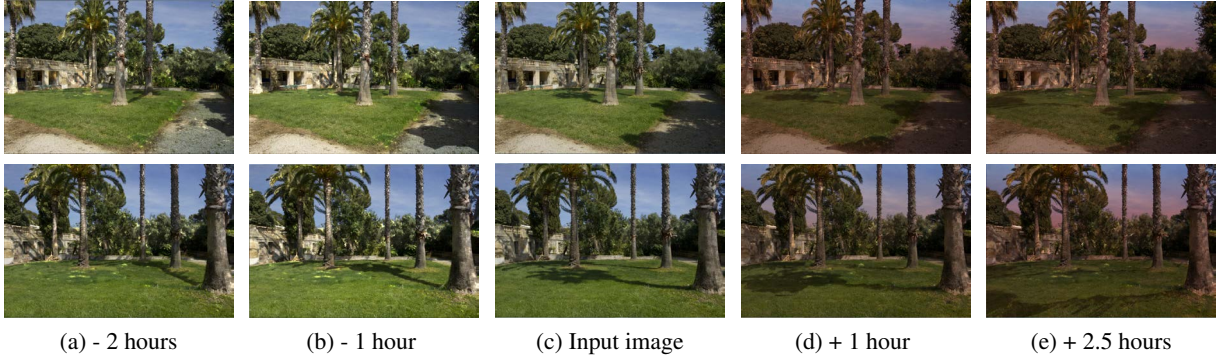 (a) - 2 hours
(b) - 1 hour
(c) Input image
(d) + 1 hour
(e) + 2.5 hours